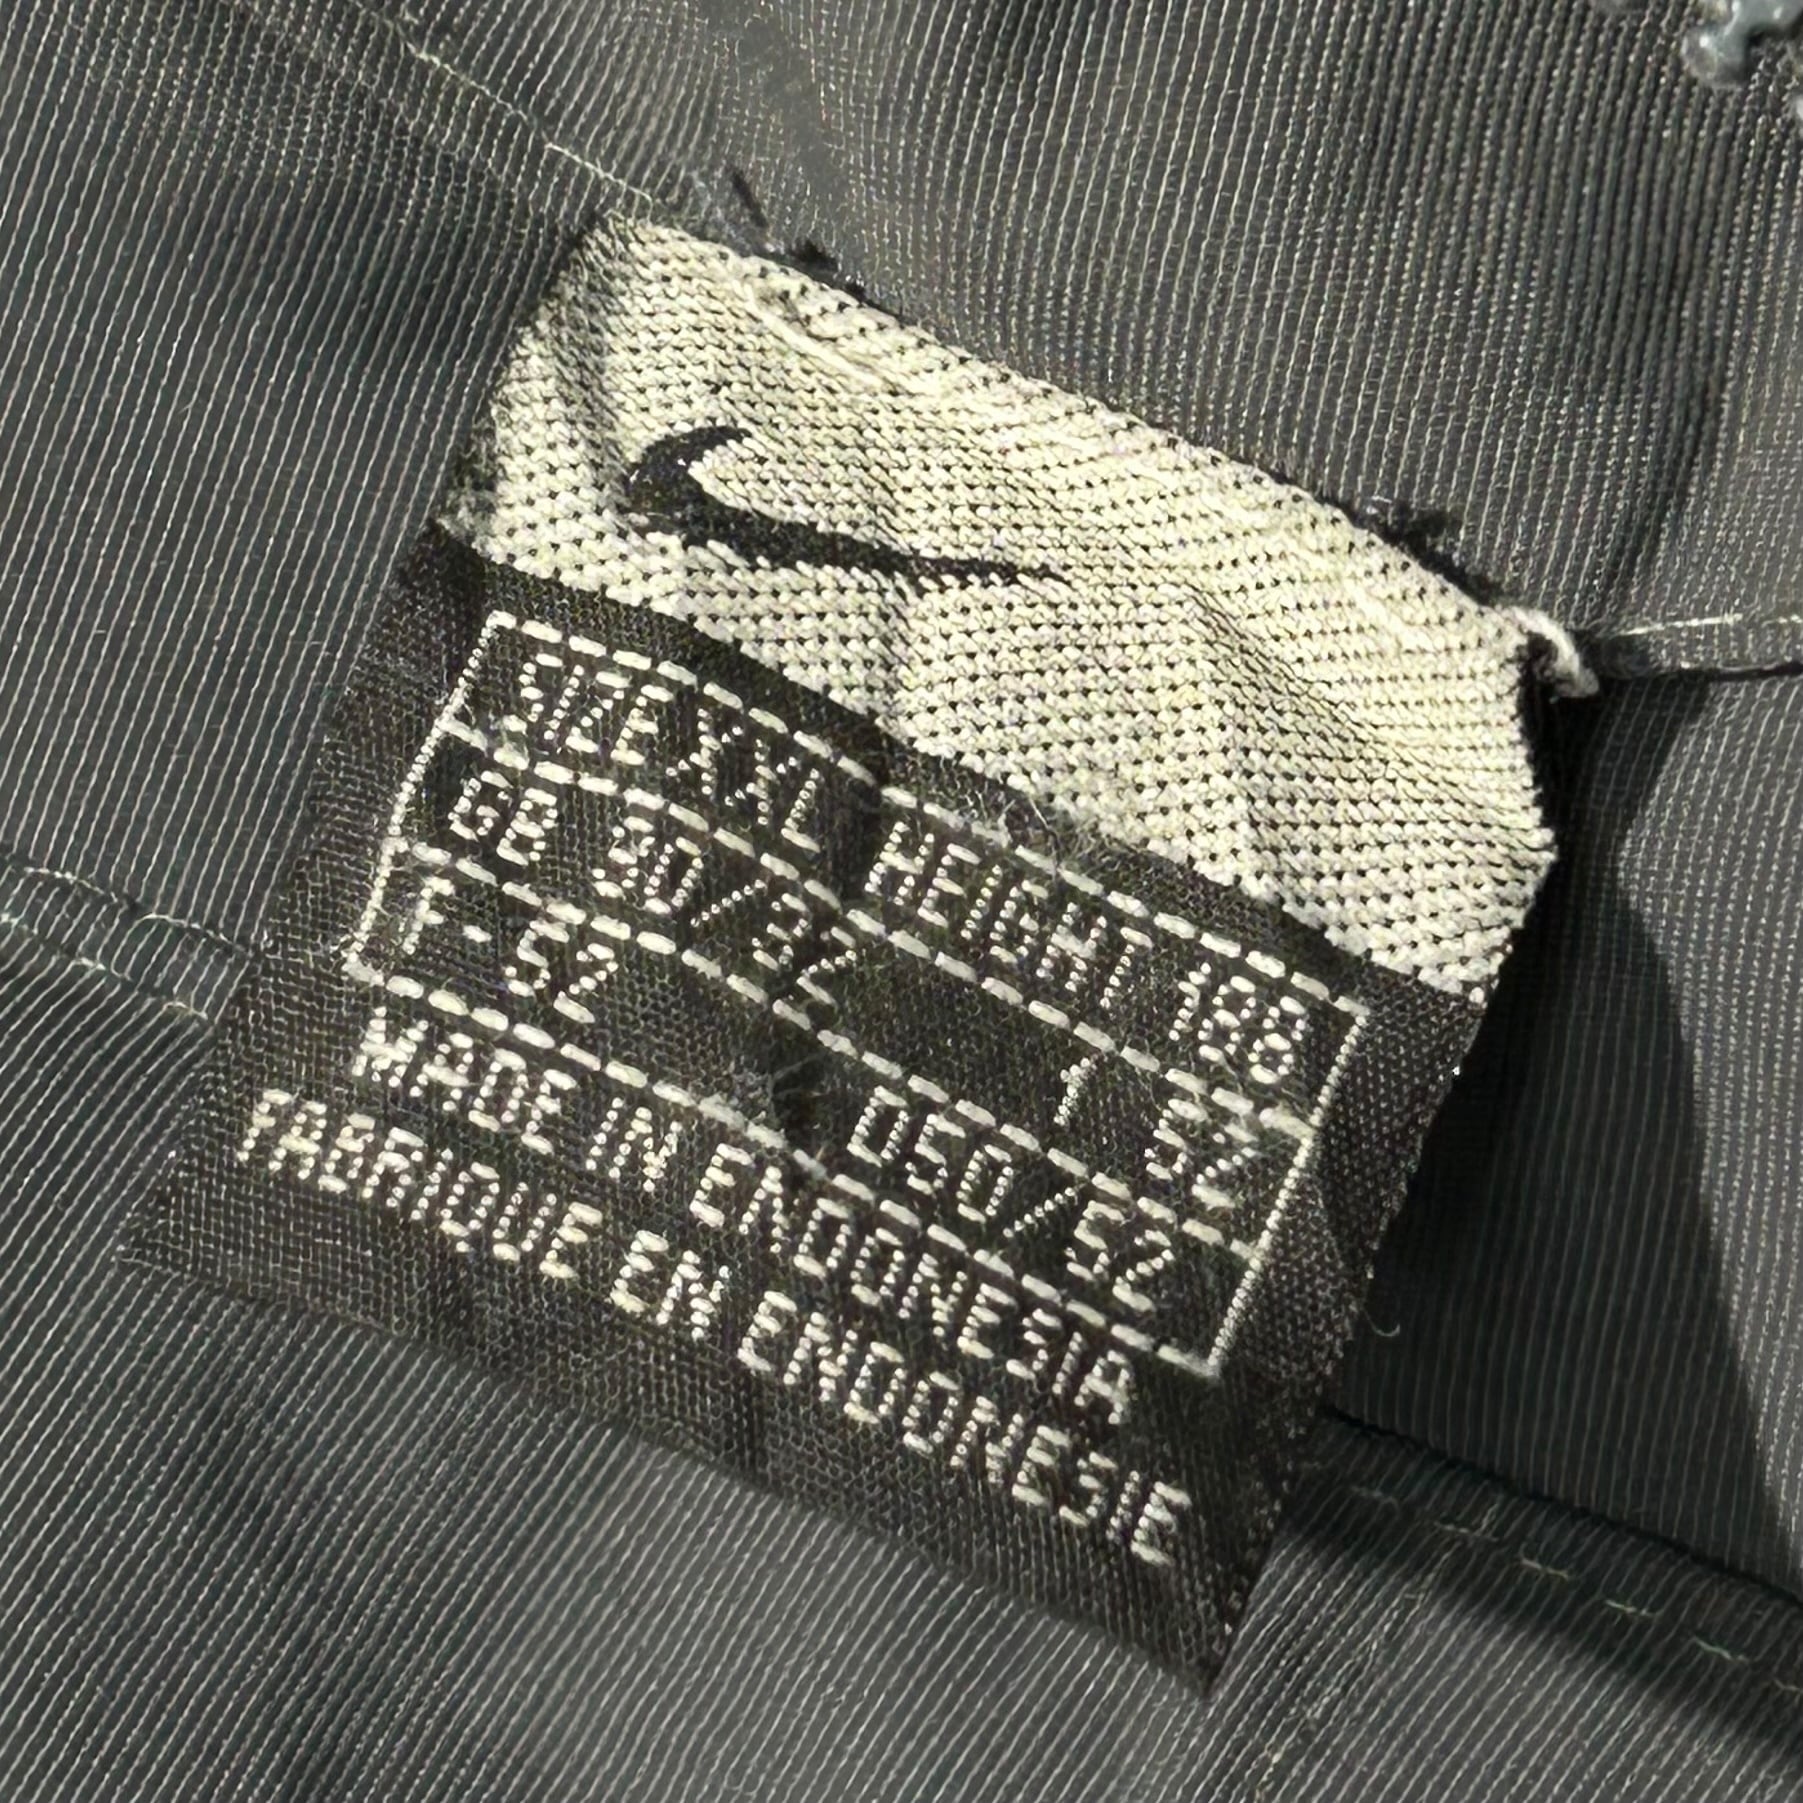 SIZE XXL HEIGHT 188
GB 30/32 I 52
F-52 D50/52
MADE IN ENDONESIA
FABRIQUE EN ENDONESIE